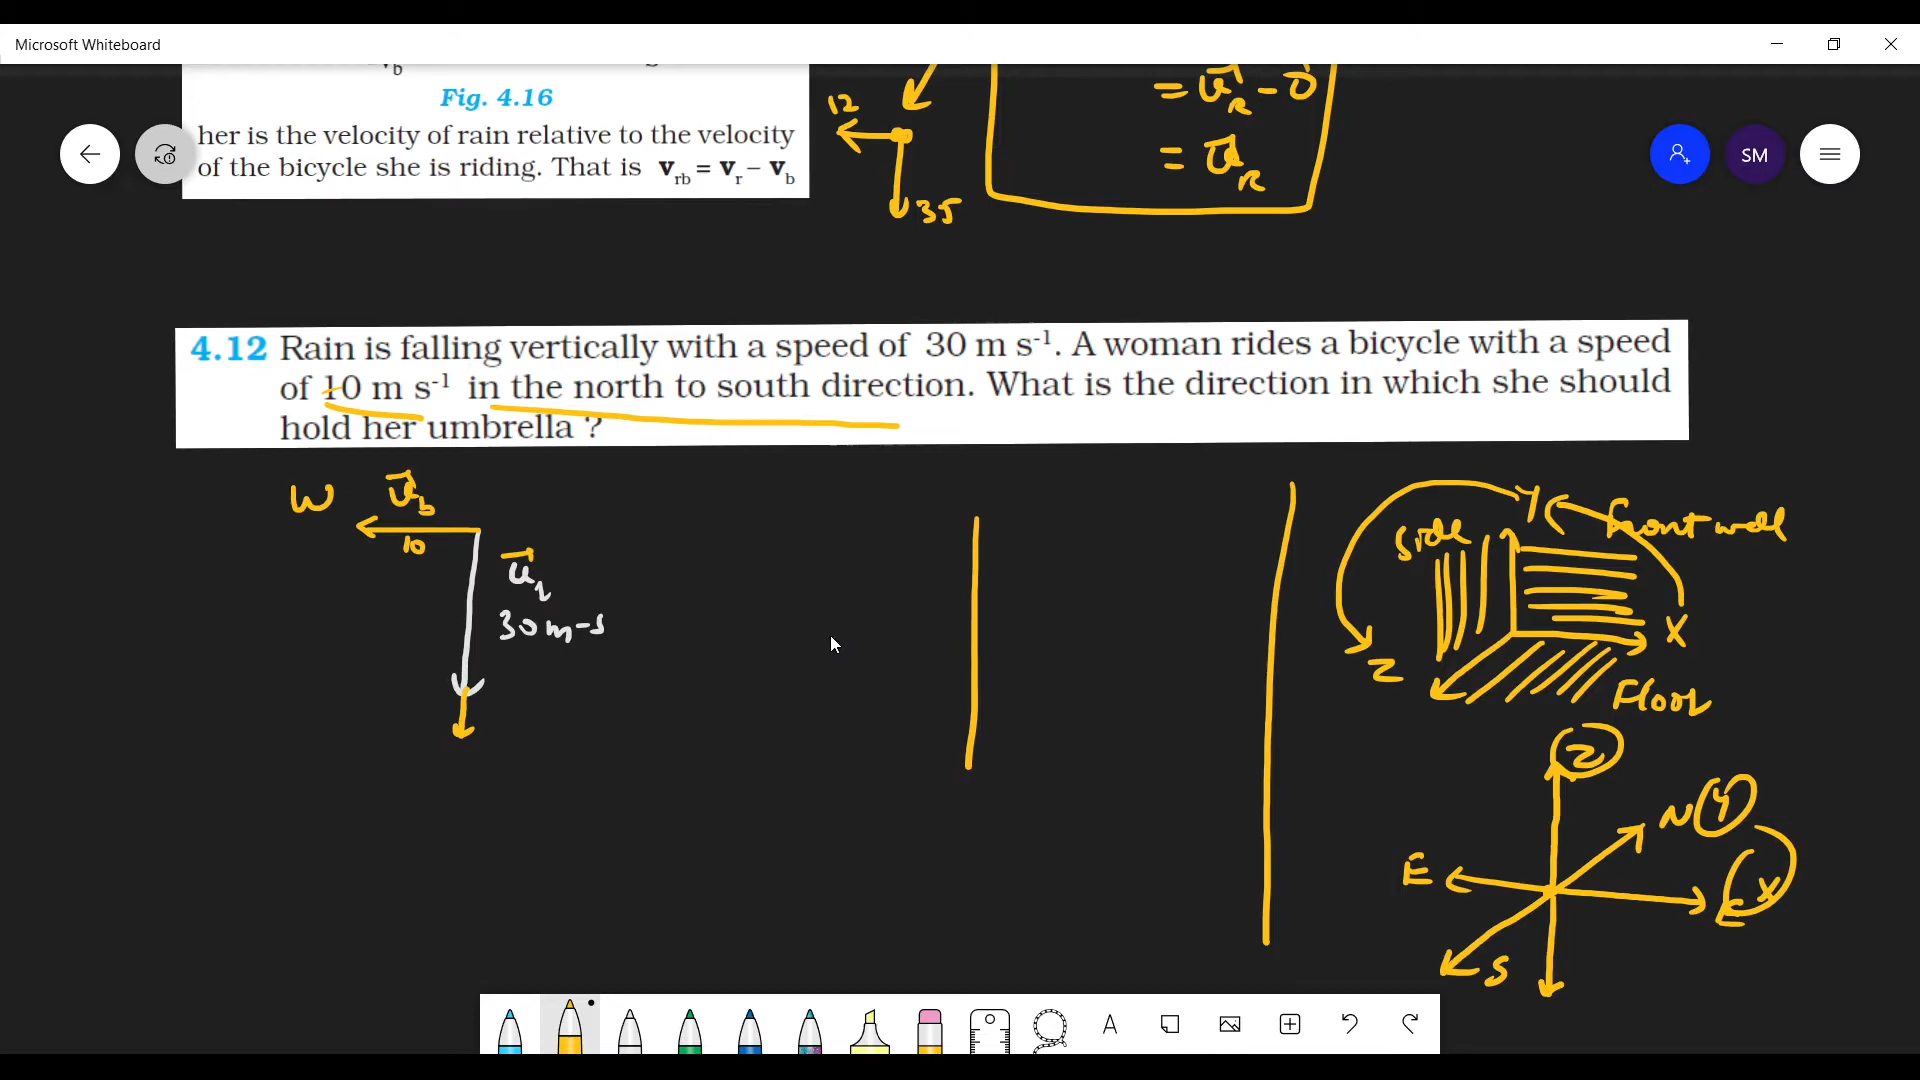 Microsoft Whiteboard
b
Fig. 4.16
her is the velocity of rain relative to the velocity
of the bicycle she is riding. That is v_rb = v_r – v_b
12
35
= v_R - 0
= v_R
SM
4.12 Rain is falling vertically with a speed of 30 m s⁻¹. A woman rides a bicycle with a speed
of 10 m s⁻¹ in the north to south direction. What is the direction in which she should
hold her umbrella ?
W v_b
10
v_r
30 m-s
Y Front wall
Side
X
Z
Floor
Z
N(Y)
E
E X
S
A